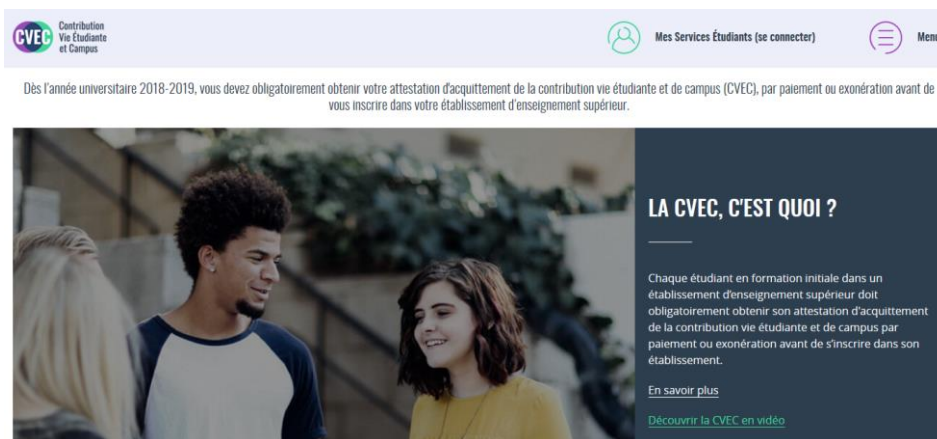 CVEC
Contribution
Vie Étudiante
et Campus
Mes Services Étudiants (se connecter)
Menu
Dès l'année universitaire 2018-2019, vous devez obligatoirement obtenir votre attestation d'acquittement de la contribution vie étudiante et de campus (CVEC), par paiement ou exonération avant de
vous inscrire dans votre établissement d'enseignement supérieur.
LA CVEC, C'EST QUOI ?
Chaque étudiant en formation initiale dans un
établissement d'enseignement supérieur doit
obligatoirement obtenir son attestation d'acquittement
de la contribution vie étudiante et de campus par
paiement ou exonération avant de s'inscrire dans son
établissement.
En savoir plus
Découvrir la CVEC en vidéo